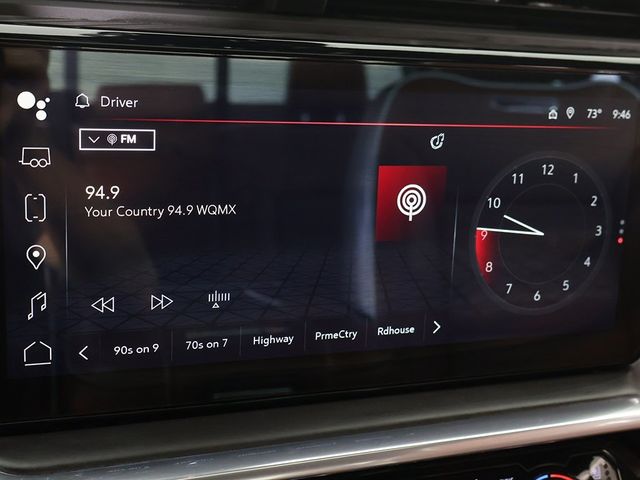 Driver
73° 9:46
FM
94.9
Your Country 94.9 WQMX
12
11 1
10 2
9 3
8 4
7 5
6
90s on 9 70s on 7 Highway PrmeCtry Rdhouse